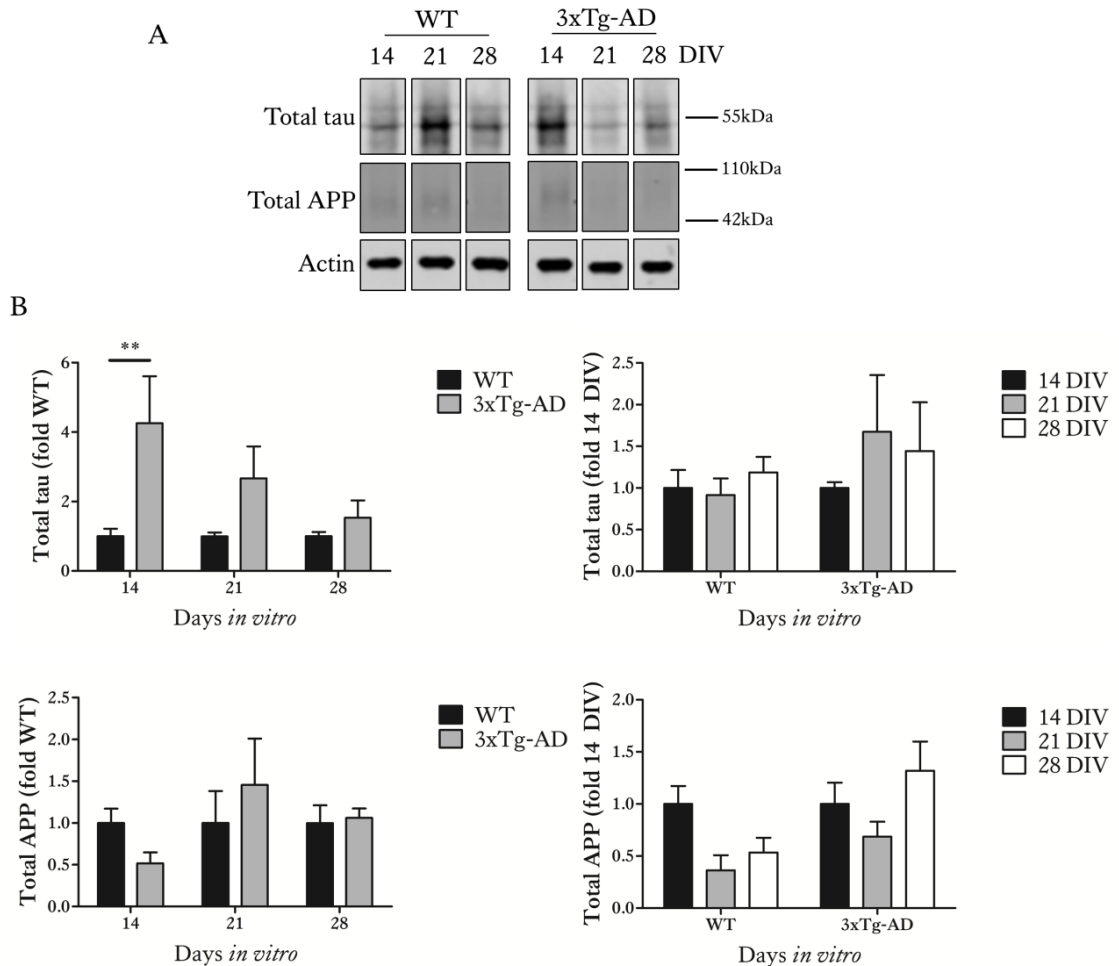 A
WT 3xTg-AD
14 21 28 14 21 28 DIV
Total tau 55kDa
Total APP 110kDa
42kDa
Actin
B
**
Total tau (fold WT)
6
4
2
0
14 21 28
Days in vitro
WT
3xTg-AD
Total tau (fold 14 DIV)
2.5
2.0
1.5
1.0
0.5
0.0
WT 3xTg-AD
Days in vitro
14 DIV
21 DIV
28 DIV
Total APP (fold WT)
2.5
2.0
1.5
1.0
0.5
0.0
14 21 28
Days in vitro
WT
3xTg-AD
Total APP (fold 14 DIV)
2.0
1.5
1.0
0.5
0.0
WT 3xTg-AD
Days in vitro
14 DIV
21 DIV
28 DIV